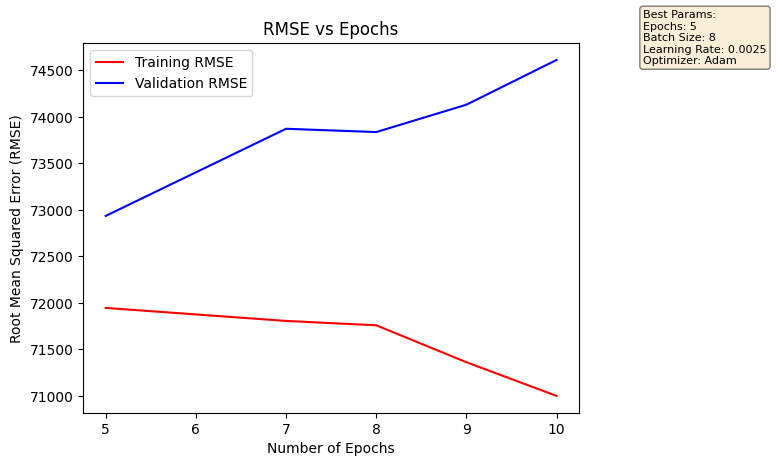 RMSE vs Epochs
Best Params:
Epochs: 5
Batch Size: 8
Learning Rate: 0.0025
Optimizer: Adam
Training RMSE
Validation RMSE
Root Mean Squared Error (RMSE)
74500
74000
73500
73000
72500
72000
71500
71000
5 6 7 8 9 10
Number of Epochs